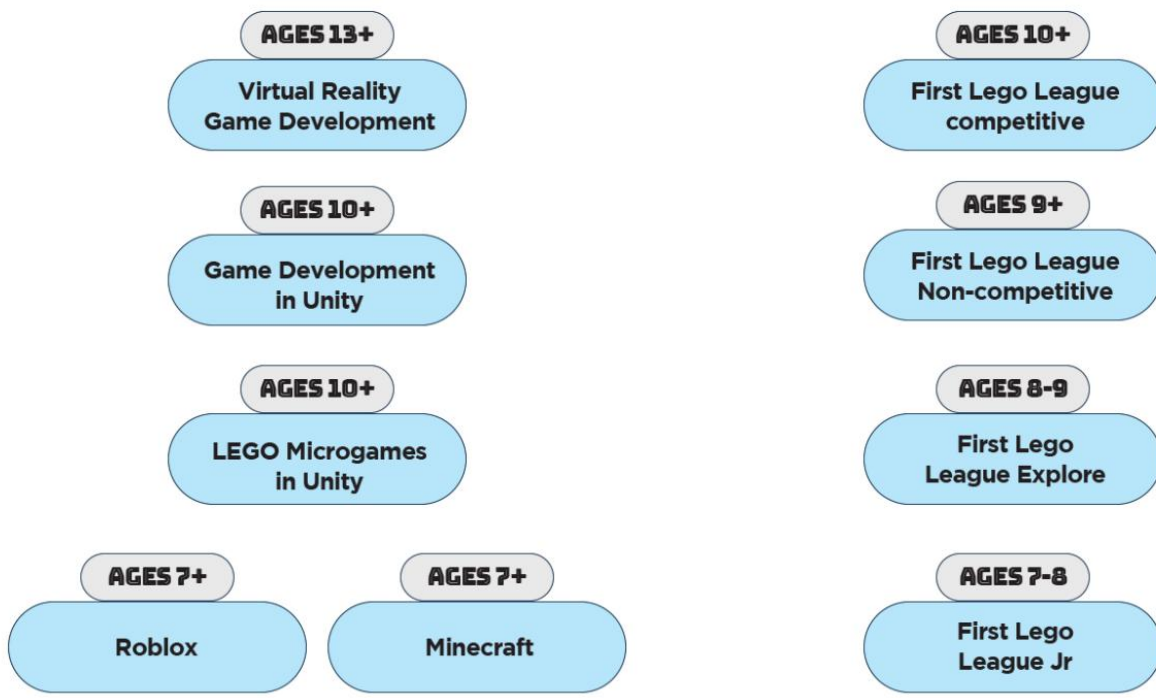 AGES 13+
Virtual Reality
Game Development
AGES 10+
Game Development
in Unity
AGES 10+
LEGO Microgames
in Unity
AGES 7+
Roblox
AGES 7+
Minecraft
AGES 10+
First Lego League
competitive
AGES 9+
First Lego League
Non-competitive
AGES 8-9
First Lego
League Explore
AGES 7-8
First Lego
League Jr